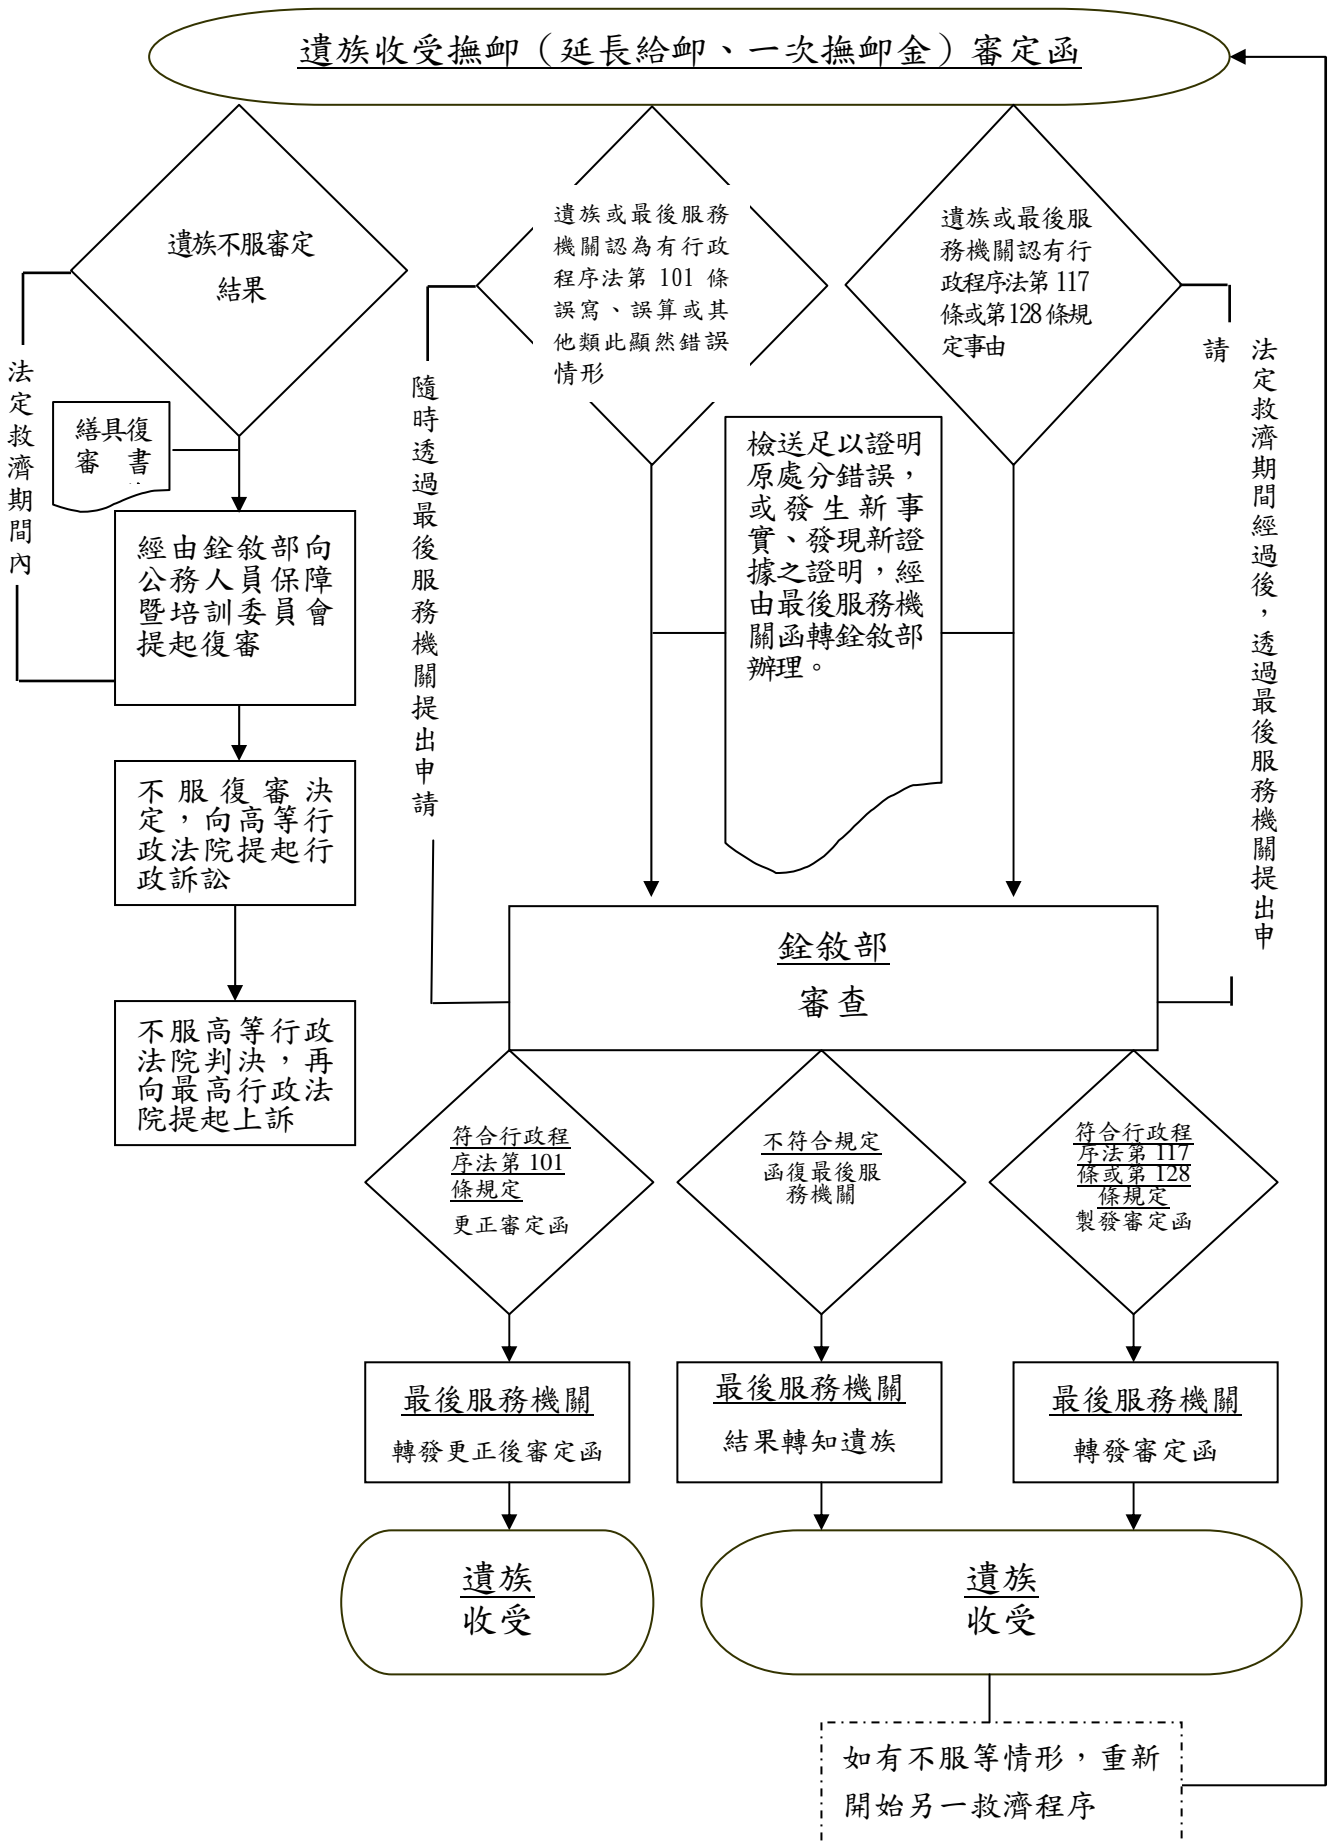 遺族收受撫卹（延長給卹、一次撫卹金）審定函
遺族不服審定
結果
法定救濟期間內
繕具復
審 書
經由銓敘部向
公務人員保障
暨培訓委員會
提起復審
不服復審決
定，向高等行
政法院提起行
政訴訟
不服高等行政
法院判決，再
向最高行政法
院提起上訴
遺族或最後服務
機關認為有行政
程序法第 101 條
誤寫、誤算或其
他類此顯然錯誤
情形
隨時透過最後服務機關提出申請
檢送足以證明
原處分錯誤，
或發生新事
實、發現新證
據之證明，經
由最後服務機
關函轉銓敘部
辦理。
遺族或最後服
務機關認有行
政程序法第 117
條或第 128 條規
定事由
法定救濟期間經過後，透過最後服務機關提出申
請
銓敘部
審查
符合行政程
序法第 101
條規定
更正審定函
不符合規定
函復最後服
務機關
符合行政程
序法第 117
條或第 128
條規定
製發審定函
最後服務機關
轉發更正後審定函
最後服務機關
結果轉知遺族
最後服務機關
轉發審定函
遺族
收受
遺族
收受
如有不服等情形，重新
開始另一救濟程序